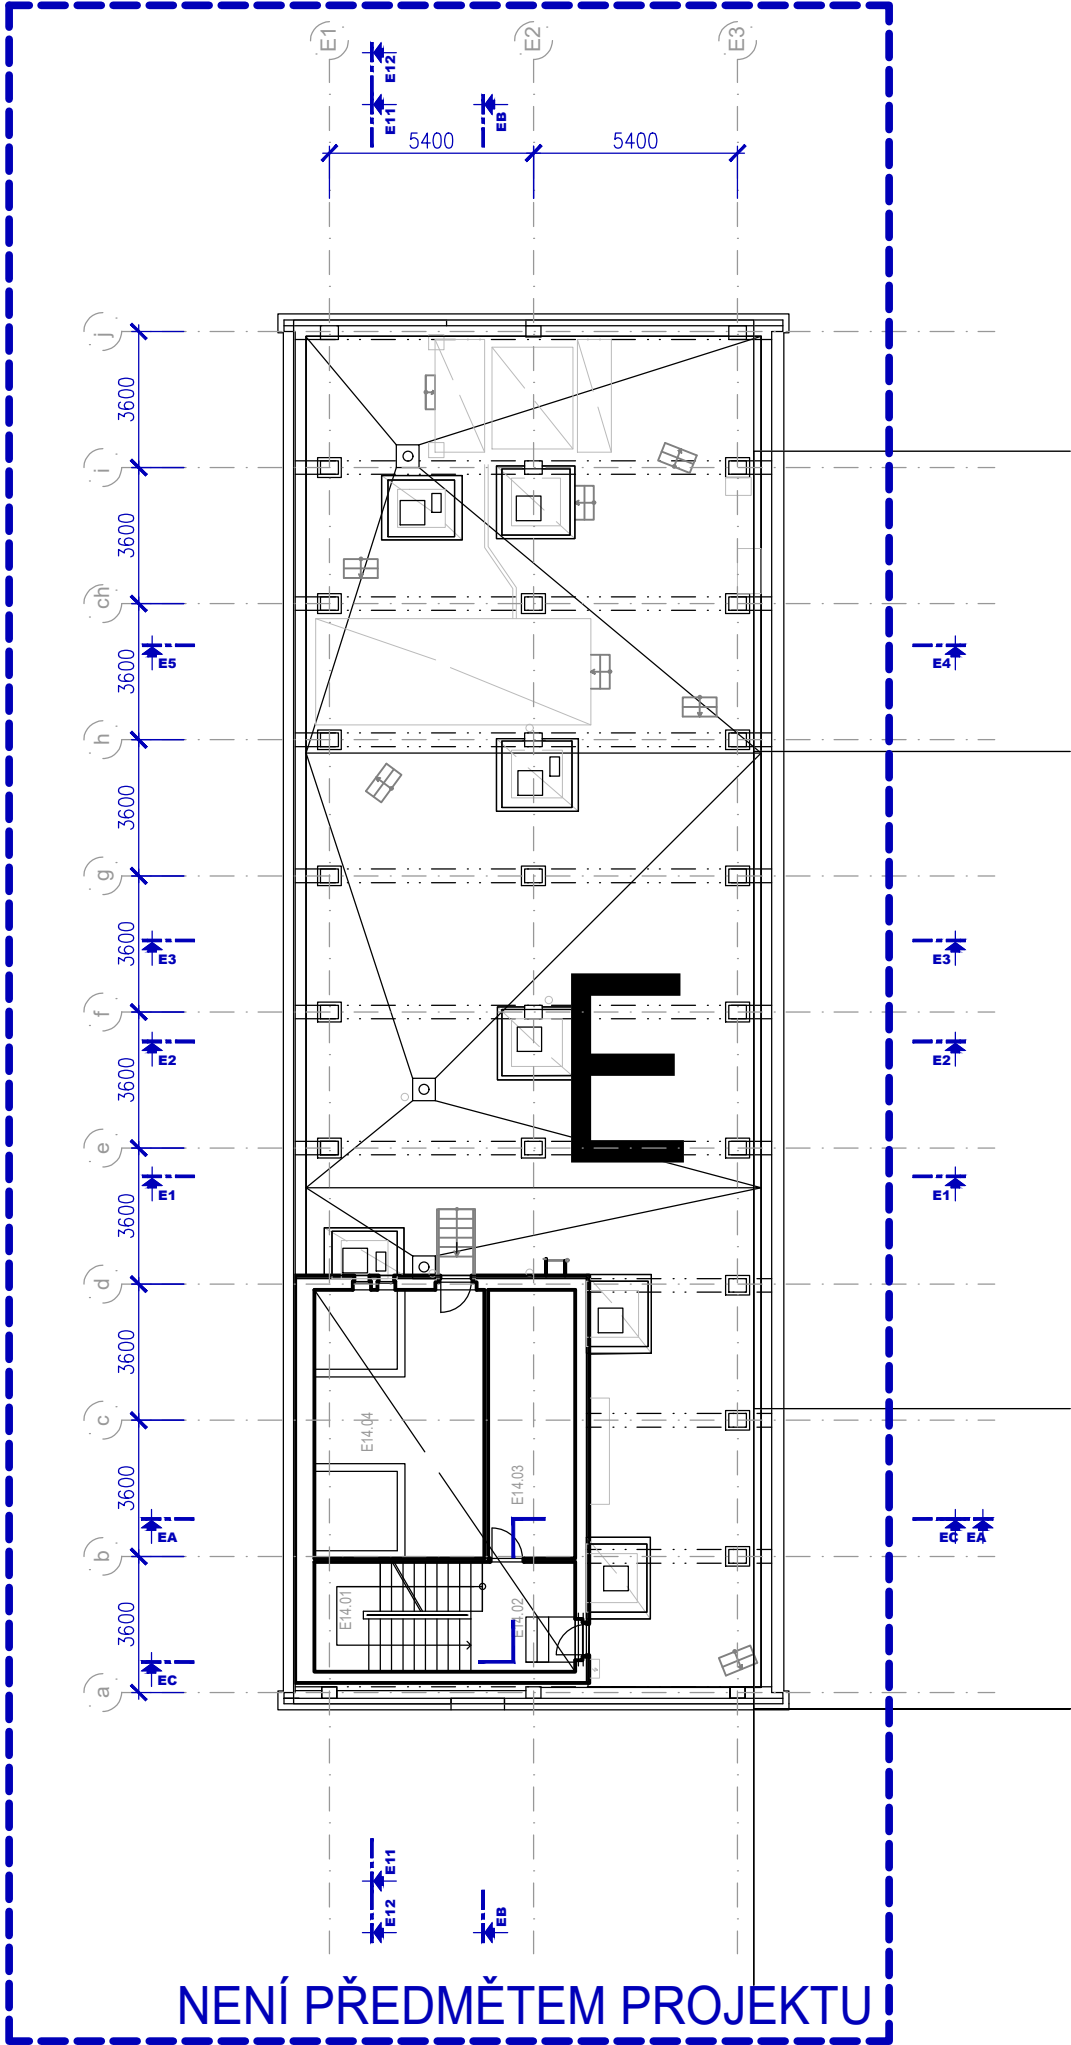 E1 E2 E3
E12
E11 EB
5400 5400
j
3600
i
3600
ch
E5 E4
3600
h
3600
g
3600
E3 E3
f
E2 E2
3600
E
e
E1 E1
3600
d
3600
E14.04
c
E14.03
3600
EA EC EA
b
3600
E14.01 E14.02
EC
a
E11
E12 EB
NENÍ PŘEDMĚTEM PROJEKTU